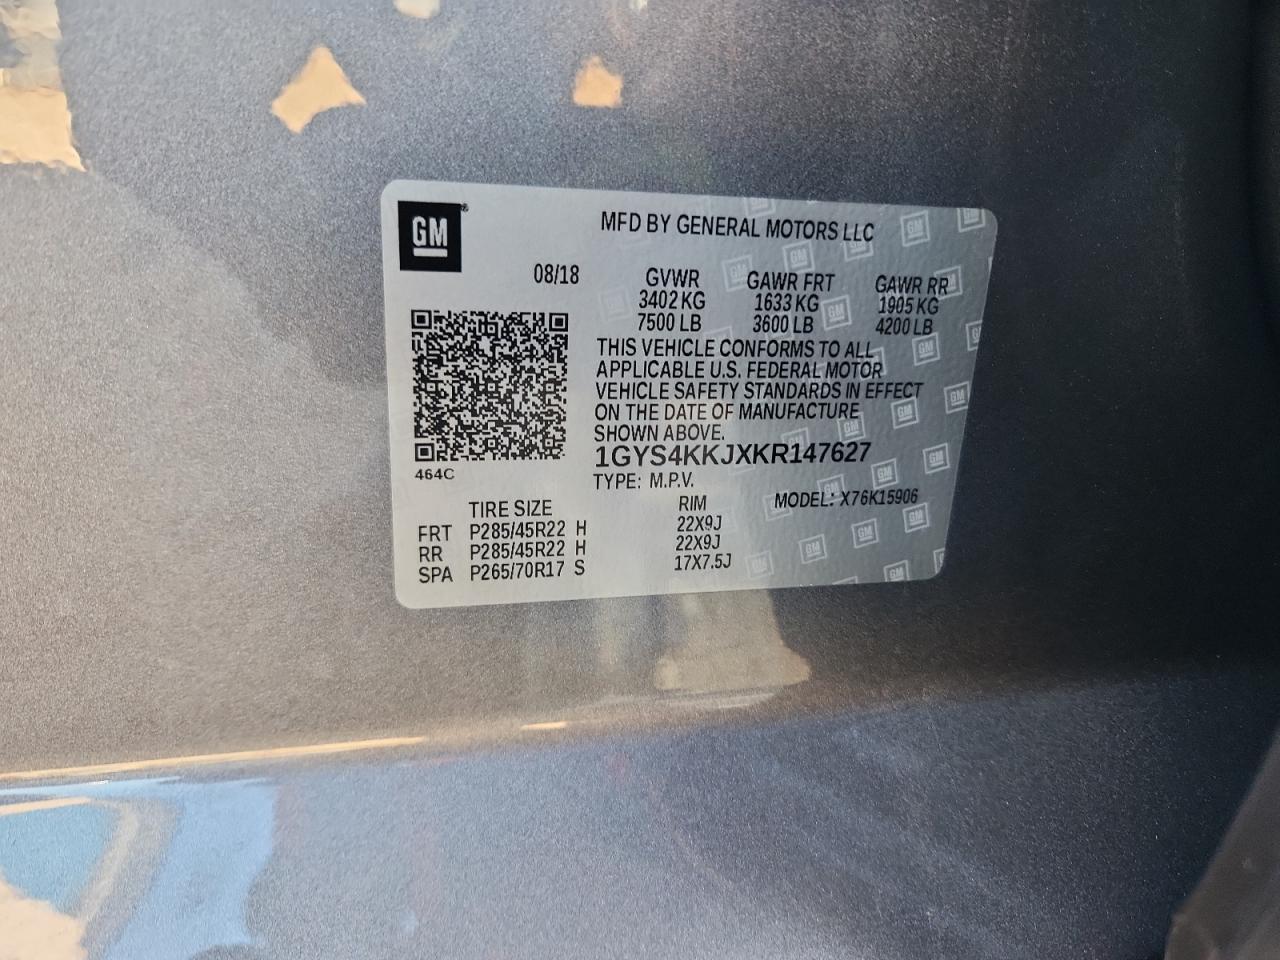 GM®
MFD BY GENERAL MOTORS LLC
08/18 GVWR GAWR FRT GAWR RR
3402 KG 1633 KG 1905 KG
7500 LB 3600 LB 4200 LB
THIS VEHICLE CONFORMS TO ALL
APPLICABLE U.S. FEDERAL MOTOR
VEHICLE SAFETY STANDARDS IN EFFECT
ON THE DATE OF MANUFACTURE
SHOWN ABOVE.
1GYS4KKJXKR147627
464C
TYPE: M.P.V.
TIRE SIZE RIM MODEL: X76K15906
FRT P285/45R22 H 22X9J
RR P285/45R22 H 22X9J
SPA P265/70R17 S 17X7.5J